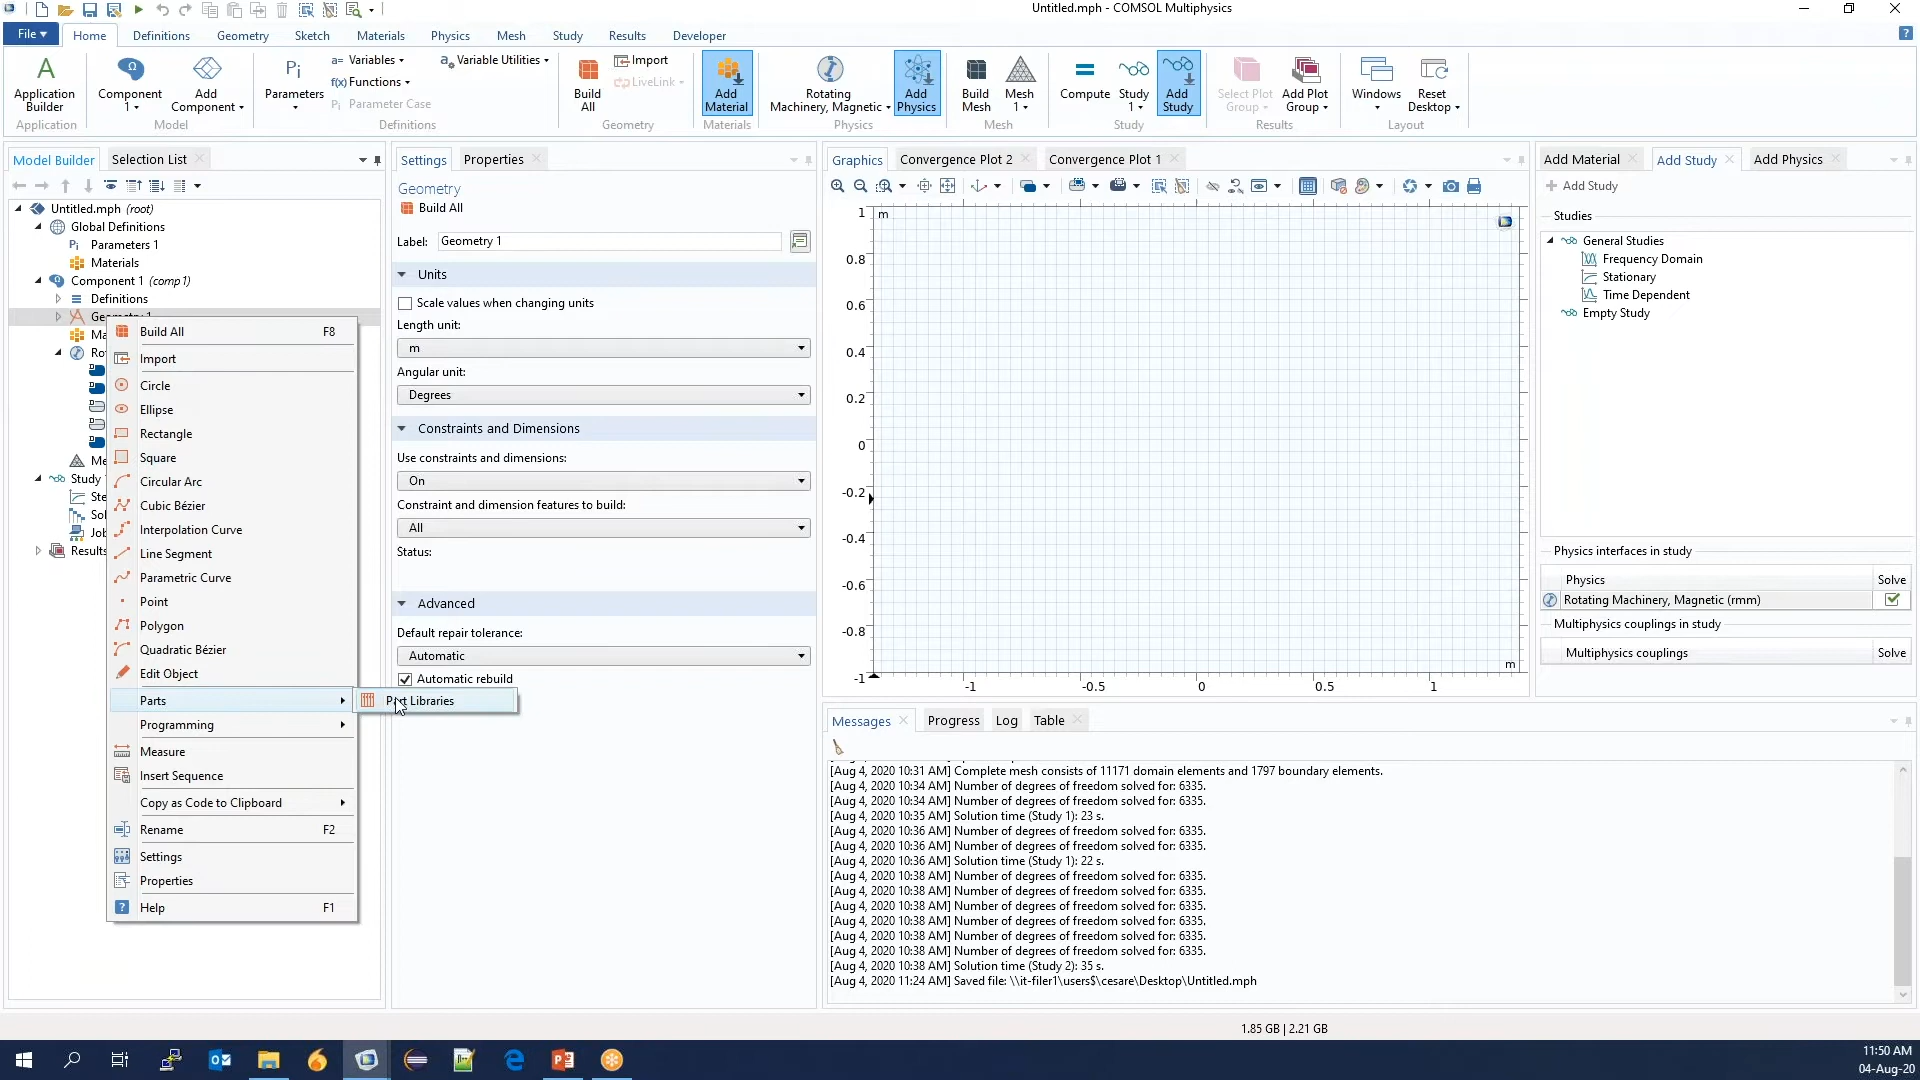 Untitled.mph - COMSOL Multiphysics
File
Home
Definitions
Geometry
Sketch
Materials
Physics
Mesh
Study
Results
Developer
Application Builder
Component 1
Add Component
Parameters
a= Variables
f(x) Functions
Pi Parameter Case
Variable Utilities
Build All
Import
LiveLink
Add Material
Rotating Machinery, Magnetic
Add Physics
Build Mesh
Mesh 1
Compute
Study 1
Add Study
Select Plot Group
Add Plot Group
Windows
Reset Desktop
Application
Model
Definitions
Geometry
Materials
Physics
Mesh
Study
Results
Layout
Model Builder
Selection List
Untitled.mph (root)
Global Definitions
Pi Parameters 1
Materials
Component 1 (comp1)
Definitions
Ma
Ro
Me
Study
Ste
Sol
Job
Results
Build All F8
Import
Circle
Ellipse
Rectangle
Square
Circular Arc
Cubic Bézier
Interpolation Curve
Line Segment
Parametric Curve
Point
Polygon
Quadratic Bézier
Edit Object
Parts
Libraries
Programming
Measure
Insert Sequence
Copy as Code to Clipboard
Rename F2
Settings
Properties
Help F1
Settings
Properties
Geometry
Build All
Label: Geometry 1
Units
Scale values when changing units
Length unit:
m
Angular unit:
Degrees
Constraints and Dimensions
Use constraints and dimensions:
On
Constraint and dimension features to build:
All
Status:
Advanced
Default repair tolerance:
Automatic
Automatic rebuild
Graphics
Convergence Plot 2
Convergence Plot 1
m
1
0.8
0.6
0.4
0.2
0
-0.2
-0.4
-0.6
-0.8
-1
m
-1 -0.5 0 0.5 1
Messages
Progress
Log
Table
[Aug 4, 2020 10:31 AM] Complete mesh consists of 11171 domain elements and 1797 boundary elements.
[Aug 4, 2020 10:34 AM] Number of degrees of freedom solved for: 6335.
[Aug 4, 2020 10:34 AM] Number of degrees of freedom solved for: 6335.
[Aug 4, 2020 10:35 AM] Solution time (Study 1): 23 s.
[Aug 4, 2020 10:36 AM] Number of degrees of freedom solved for: 6335.
[Aug 4, 2020 10:36 AM] Number of degrees of freedom solved for: 6335.
[Aug 4, 2020 10:36 AM] Solution time (Study 1): 22 s.
[Aug 4, 2020 10:38 AM] Number of degrees of freedom solved for: 6335.
[Aug 4, 2020 10:38 AM] Number of degrees of freedom solved for: 6335.
[Aug 4, 2020 10:38 AM] Number of degrees of freedom solved for: 6335.
[Aug 4, 2020 10:38 AM] Number of degrees of freedom solved for: 6335.
[Aug 4, 2020 10:38 AM] Number of degrees of freedom solved for: 6335.
[Aug 4, 2020 10:38 AM] Number of degrees of freedom solved for: 6335.
[Aug 4, 2020 10:38 AM] Solution time (Study 2): 35 s.
[Aug 4, 2020 11:24 AM] Saved file: \\it-filer1\users$\cesare\Desktop\Untitled.mph
Add Material
Add Study
Add Physics
+ Add Study
Studies
General Studies
Frequency Domain
Stationary
Time Dependent
Empty Study
Physics interfaces in study
Physics Solve
Rotating Machinery, Magnetic (rmm)
Multiphysics couplings in study
Multiphysics couplings Solve
1.85 GB | 2.21 GB
11:50 AM
04-Aug-20